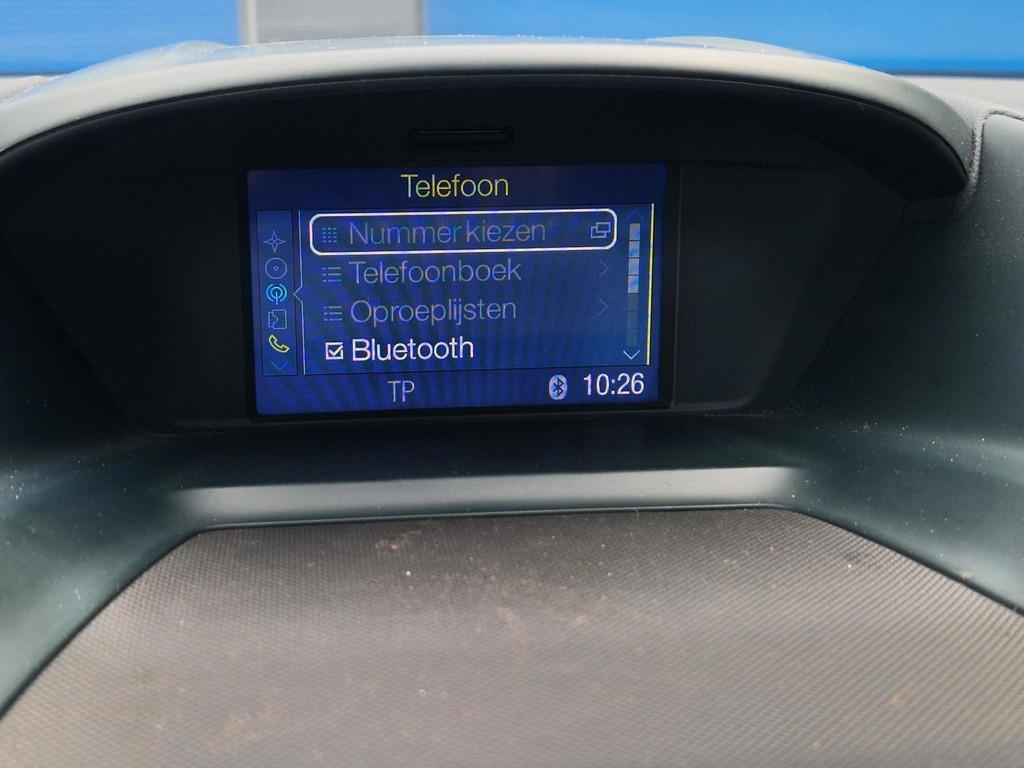 Telefoon
Nummer kiezen
Telefoonboek
Oproeplijsten
Bluetooth
TP 10:26